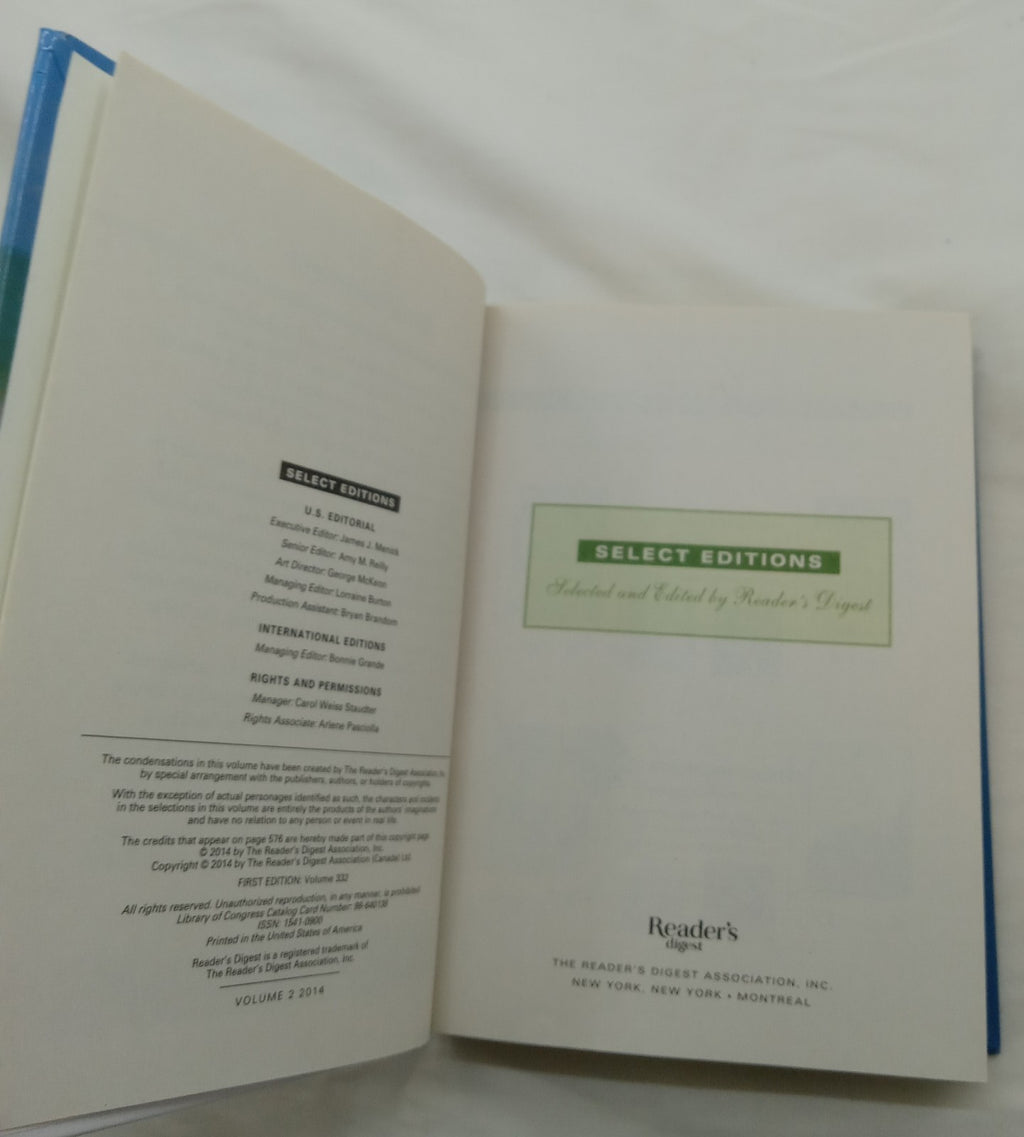 SELECT EDITIONS
U.S. EDITORIAL
Executive Editor: James J. Menick
Senior Editor: Amy M. Reilly
Art Director: George McKeon
Managing Editor: Lorraine Burton
Production Assistant: Bryan Brandom
INTERNATIONAL EDITIONS
Managing Editor: Bonnie Grande
RIGHTS AND PERMISSIONS
Manager: Carol Weiss Staudter
Rights Associate: Arlene Pasciolla
The condensations in this volume have been created by The Reader's Digest Association, Inc.
by special arrangement with the publishers, authors, or holders of copyrights.
With the exception of actual personages identified as such, the characters and incidents
in the selections in this volume are entirely the products of the authors' imaginations
and have no relation to any person or event in real life.
The credits that appear on page 576 are hereby made part of this copyright page.
© 2014 by The Reader's Digest Association, Inc.
Copyright © 2014 by The Reader's Digest Association (Canada) Ltd.
FIRST EDITION: Volume 332
All rights reserved. Unauthorized reproduction, in any manner, is prohibited.
Library of Congress Catalog Card Number:
ISSN: 1541-0900
Printed in the United States of America
Reader's Digest is a registered trademark of
The Reader's Digest Association, Inc.
VOLUME 2 2014
SELECT EDITIONS
Selected and Edited by Reader's Digest
Reader's
digest
THE READER'S DIGEST ASSOCIATION, INC.
NEW YORK, NEW YORK • MONTREAL